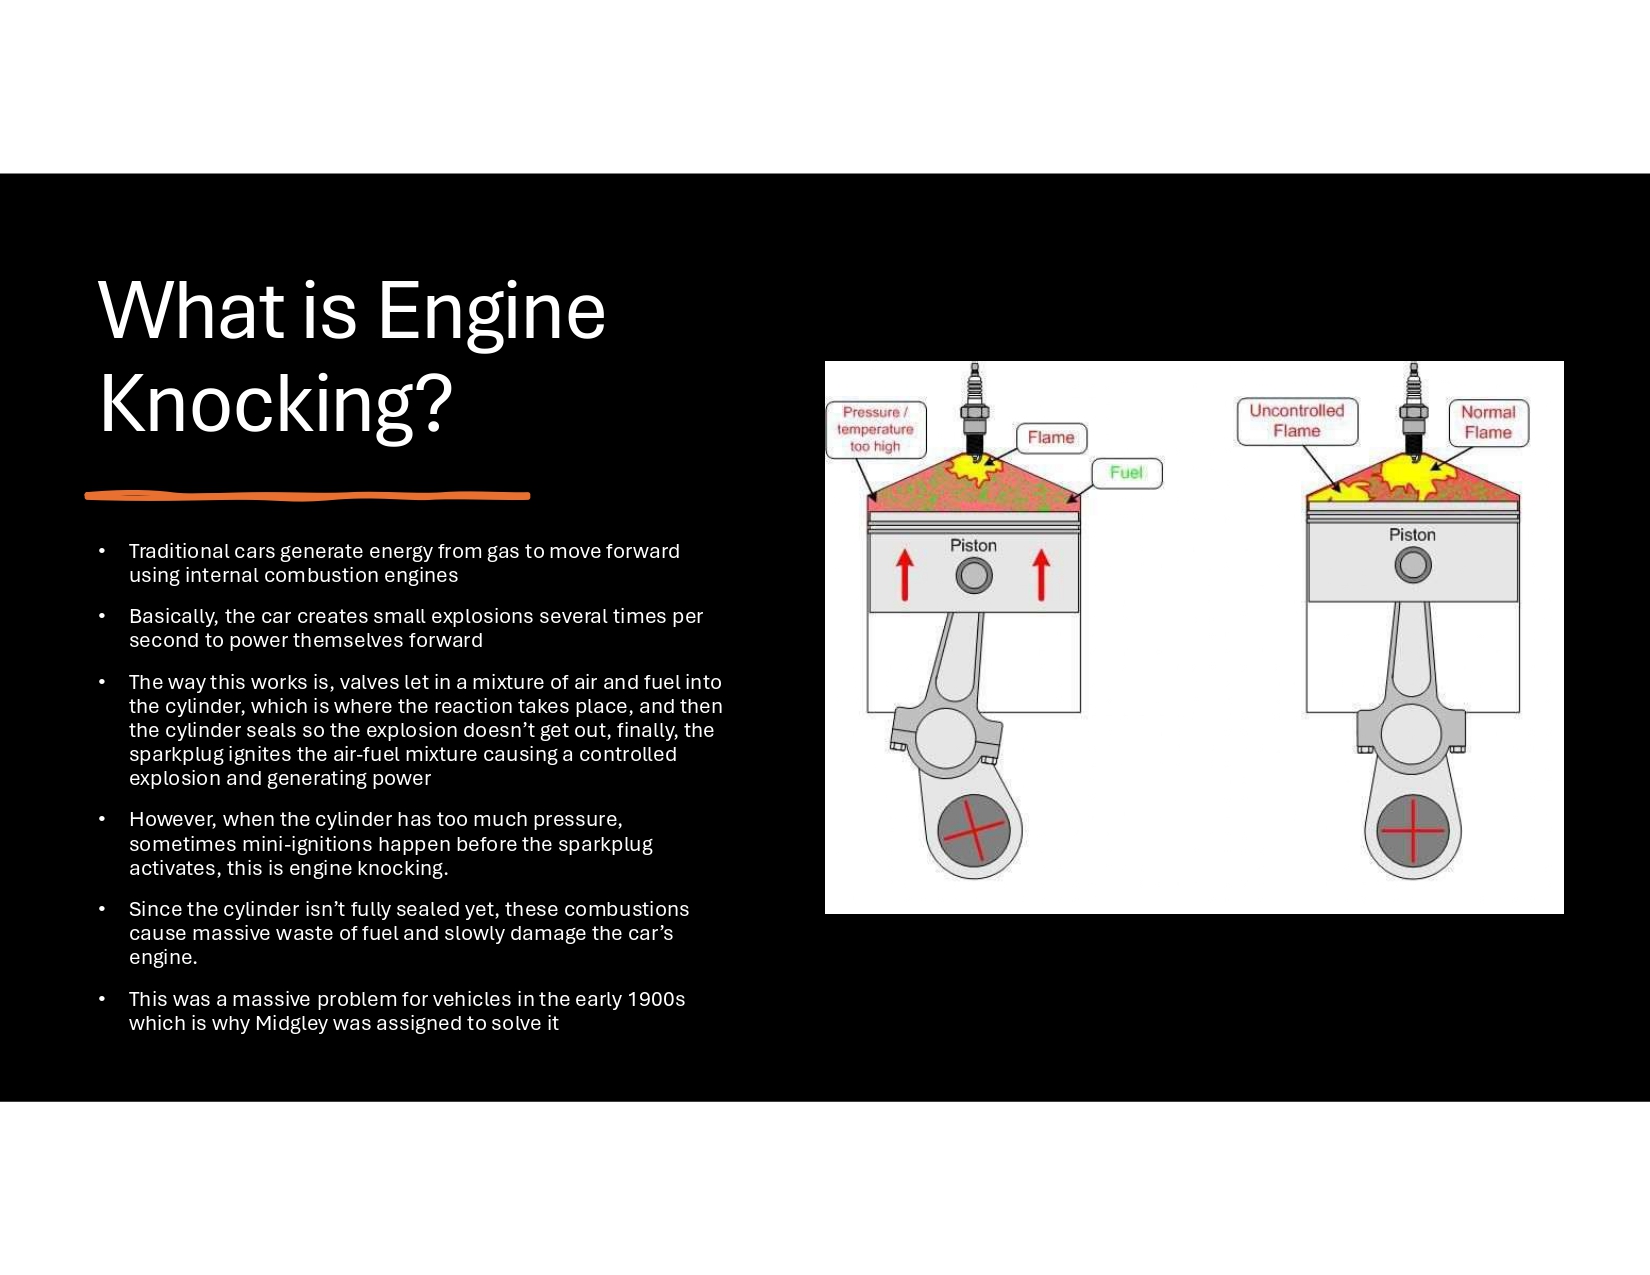 What is Engine
Knocking?
• Traditional cars generate energy from gas to move forward
using internal combustion engines
• Basically, the car creates small explosions several times per
second to power themselves forward
• The way this works is, valves let in a mixture of air and fuel into
the cylinder, which is where the reaction takes place, and then
the cylinder seals so the explosion doesn’t get out, finally, the
sparkplug ignites the air-fuel mixture causing a controlled
explosion and generating power
• However, when the cylinder has too much pressure,
sometimes mini-ignitions happen before the sparkplug
activates, this is engine knocking.
• Since the cylinder isn’t fully sealed yet, these combustions
cause massive waste of fuel and slowly damage the car’s
engine.
• This was a massive problem for vehicles in the early 1900s
which is why Midgley was assigned to solve it
Pressure /
temperature
too high
Flame
Fuel
Piston
Uncontrolled
Flame
Normal
Flame
Piston